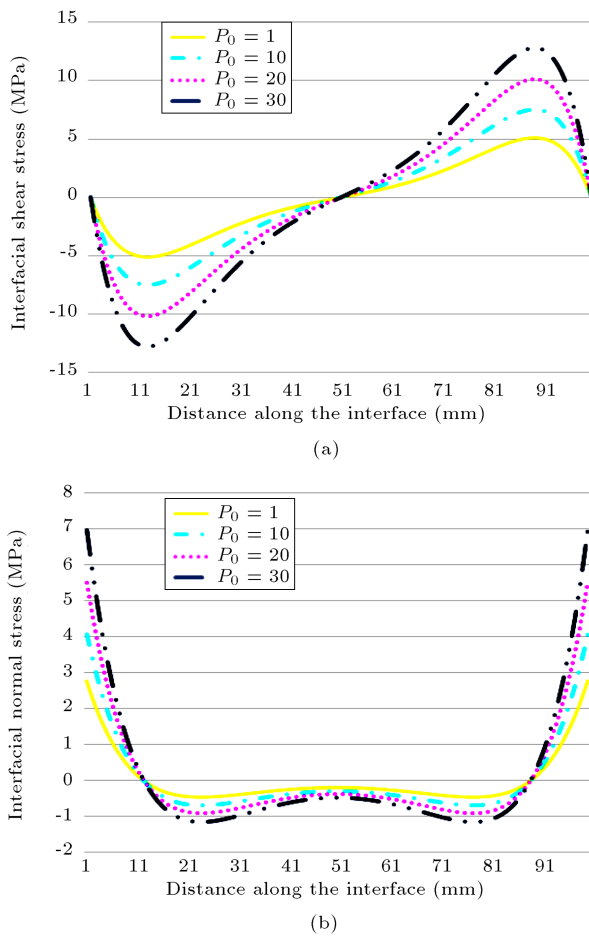 15
10
5
0
-5
-10
-15
Interfacial shear stress (MPa)
P0 = 1
P0 = 10
P0 = 20
P0 = 30
1 11 21 31 41 51 61 71 81 91
Distance along the interface (mm)
(a)
8
7
6
5
4
3
2
1
0
-1
-2
Interfacial normal stress (MPa)
P0 = 1
P0 = 10
P0 = 20
P0 = 30
1 11 21 31 41 51 61 71 81 91
Distance along the interface (mm)
(b)